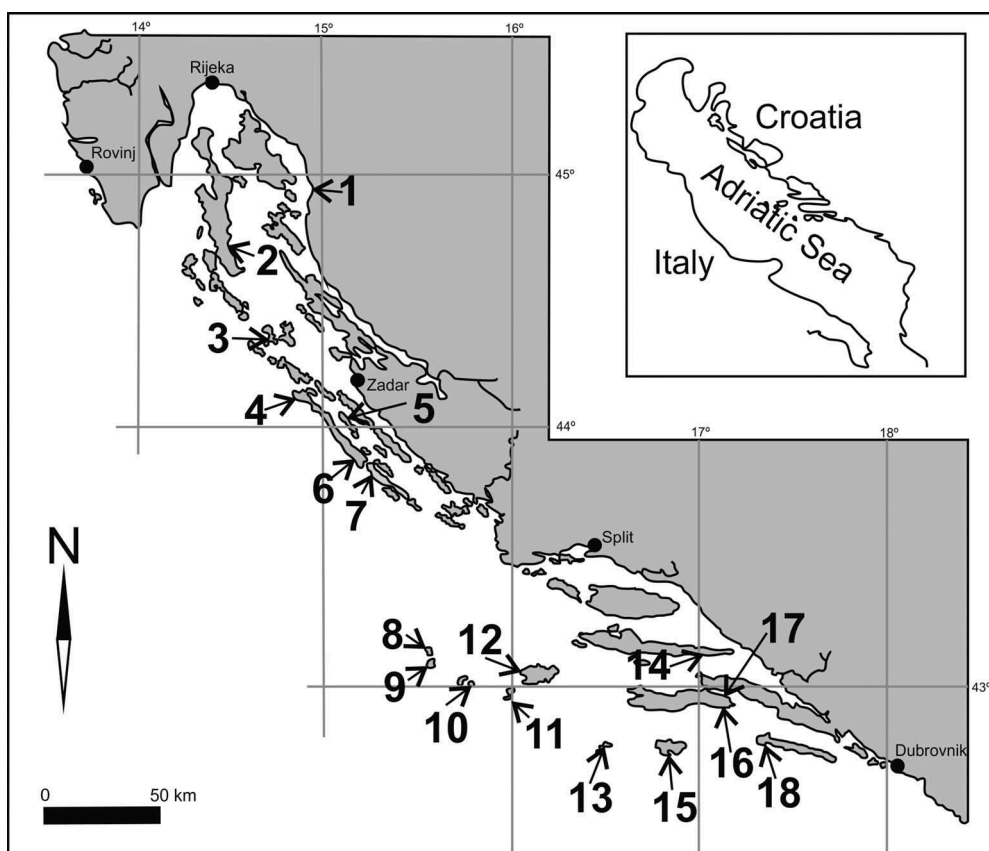 14º
15º
16º
Rijeka
Croatia
Adriatic Sea
Italy
Rovinj
45º
1
2
3
Zadar
4
5
44º
17º
18º
6
7
N
Split
8
12
17
14
9
43º
10
11
16
Dubrovnik
13
15
18
0
50 km